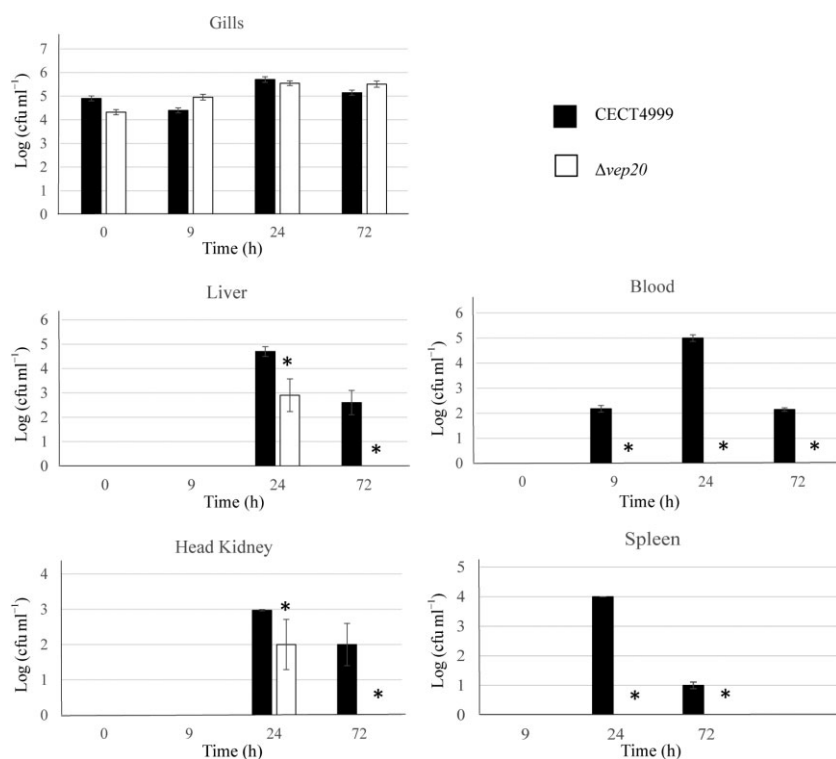 Gills
Log (cfu ml⁻¹)
7
6
5
4
3
2
1
0
0 9 24 72
Time (h)
CECT4999
Δvep20
Liver
Log (cfu ml⁻¹)
6
5
4
3
2
1
0
*
*
0 9 24 72
Time (h)
Blood
Log (cfu ml⁻¹)
6
5
4
3
2
1
0
* * *
0 9 24 72
Time (h)
Head Kidney
Log (cfu ml⁻¹)
4
3
2
1
0
*
*
0 9 24 72
Time (h)
Spleen
Log (cfu ml⁻¹)
5
4
3
2
1
0
* *
9 24 72
Time (h)